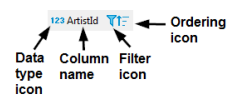 123 ArtistId
Ordering
icon
Data
type
icon
Column
name
Filter
icon